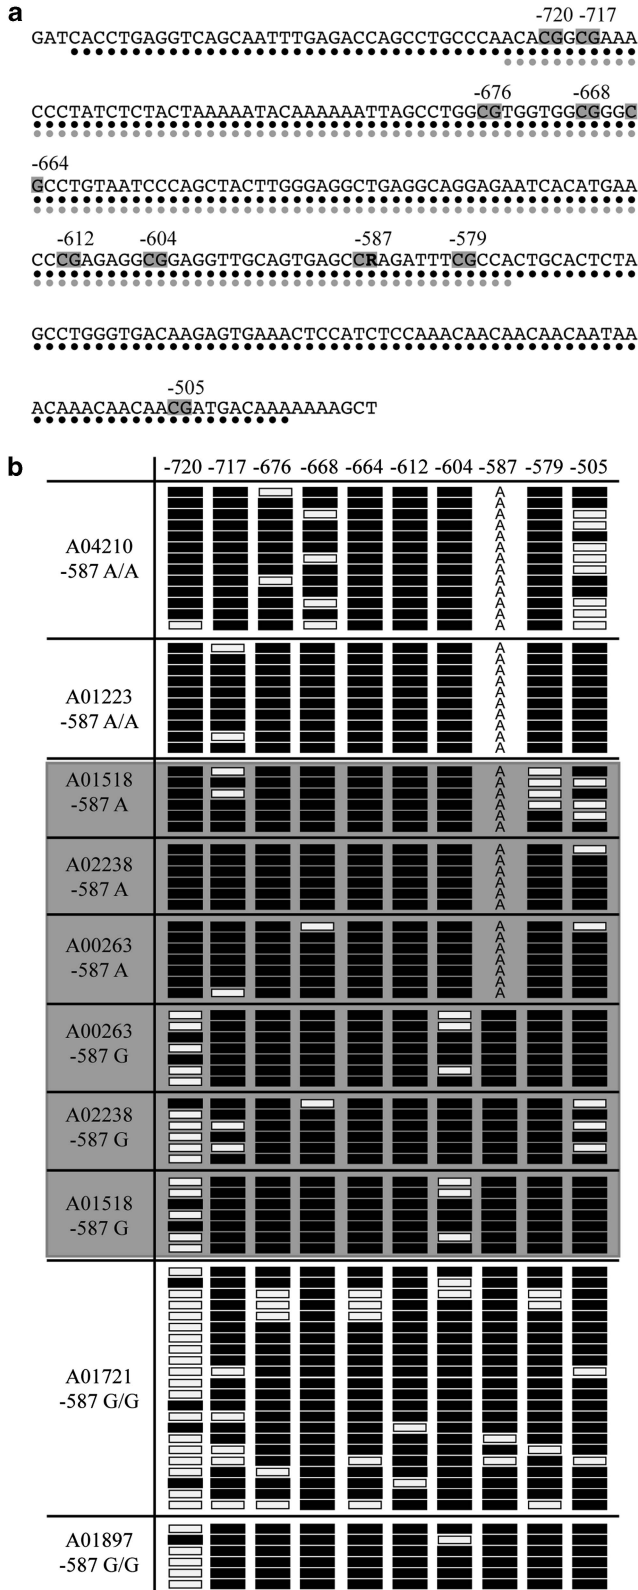 a
-720 -717
GATCACCTGAGGTCAGCAATTTGAGACCAGCCTGCCCAACACGGCGAAA
-676 -668
CCCTATCTCTACTAAAAATACAAAAAATTAGCCTGGCGTGGTGGCGGGC
-664
GCCTGTAATCCCAGCTACTTGGGAGGCTGAGGCAGGAGAATCACATGAA
-612 -604 -587 -579
CCCGAGAGGCGGAGGTTGCAGTGAGCCRAGATTTCGCCACTGCACTCTA
GCCTGGGTGACAAGAGTGAAACTCCATCTCCAAACAACAACAACAATAA
-505
ACAAACAACAACGATGACAAAAAAAGCT
b
-720 -717 -676 -668 -664 -612 -604 -587 -579 -505
A04210
-587 A/A
A
A
A
A
A
A
A
A
A
A
A
A
A
A01223
-587 A/A
A
A
A
A
A
A
A
A
A
A
A01518
-587 A
A
A
A
A
A
A
A02238
-587 A
A
A
A
A
A
A
A00263
-587 A
A
A
A
A
A
A
A
A00263
-587 G
A02238
-587 G
A01518
-587 G
A01721
-587 G/G
A01897
-587 G/G